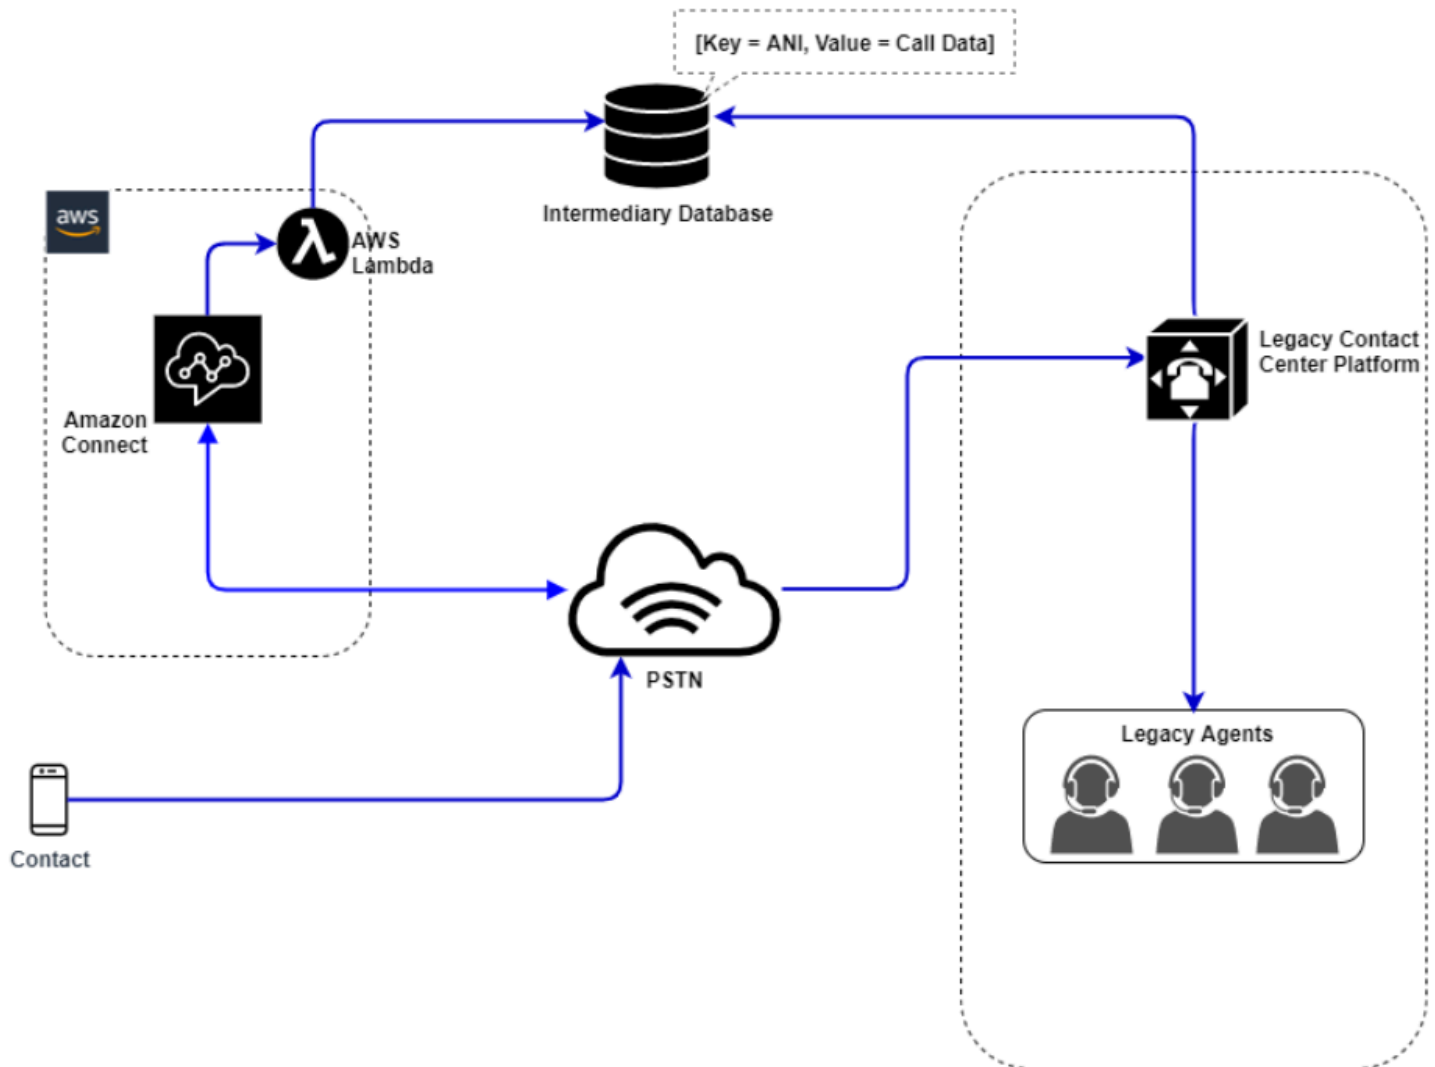 [Key = ANI, Value = Call Data]
Intermediary Database
aws
AWS
Lambda
Amazon
Connect
Legacy Contact
Center Platform
PSTN
Legacy Agents
Contact